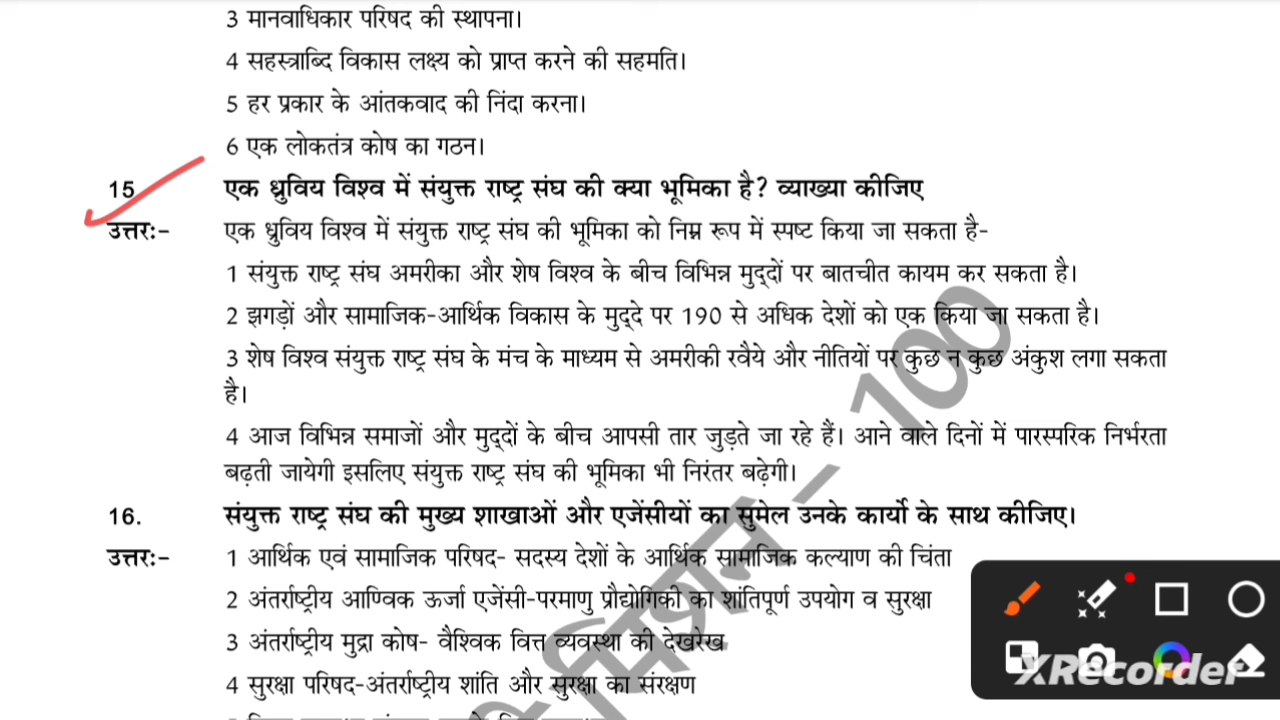 3 मानवाधिकार परिषद की स्थापना।
4 सहस्त्राब्दि विकास लक्ष्य को प्राप्त करने की सहमति।
5 हर प्रकार के आंतकवाद की निंदा करना।
6 एक लोकतंत्र कोष का गठन।
15 एक ध्रुविय विश्व में संयुक्त राष्ट्र संघ की क्या भूमिका है? व्याख्या कीजिए
उत्तरः- एक ध्रुविय विश्व में संयुक्त राष्ट्र संघ की भूमिका को निम्न रूप में स्पष्ट किया जा सकता है-
1 संयुक्त राष्ट्र संघ अमरीका और शेष विश्व के बीच विभिन्न मुद्दों पर बातचीत कायम कर सकता है।
2 झगड़ों और सामाजिक-आर्थिक विकास के मुद्दे पर 190 से अधिक देशों को एक किया जा सकता है।
3 शेष विश्व संयुक्त राष्ट्र संघ के मंच के माध्यम से अमरीकी रवैये और नीतियों पर कुछ न कुछ अंकुश लगा सकता
है।
4 आज विभिन्न समाजों और मुद्दों के बीच आपसी तार जुड़ते जा रहे हैं। आने वाले दिनों में पारस्परिक निर्भरता
बढ़ती जायेगी इसलिए संयुक्त राष्ट्र संघ की भूमिका भी निरंतर बढ़ेगी।
16. संयुक्त राष्ट्र संघ की मुख्य शाखाओं और एजेंसीयों का सुमेल उनके कार्यो के साथ कीजिए।
उत्तरः- 1 आर्थिक एवं सामाजिक परिषद- सदस्य देशों के आर्थिक सामाजिक कल्याण की चिंता
2 अंतर्राष्ट्रीय आण्विक ऊर्जा एजेंसी-परमाणु प्रौद्योगिकी का शांतिपूर्ण उपयोग व सुरक्षा
3 अंतर्राष्ट्रीय मुद्रा कोष- वैश्विक वित्त व्यवस्था की देखरेख
4 सुरक्षा परिषद-अंतर्राष्ट्रीय शांति और सुरक्षा का संरक्षण
मिशन-100
XRecorder